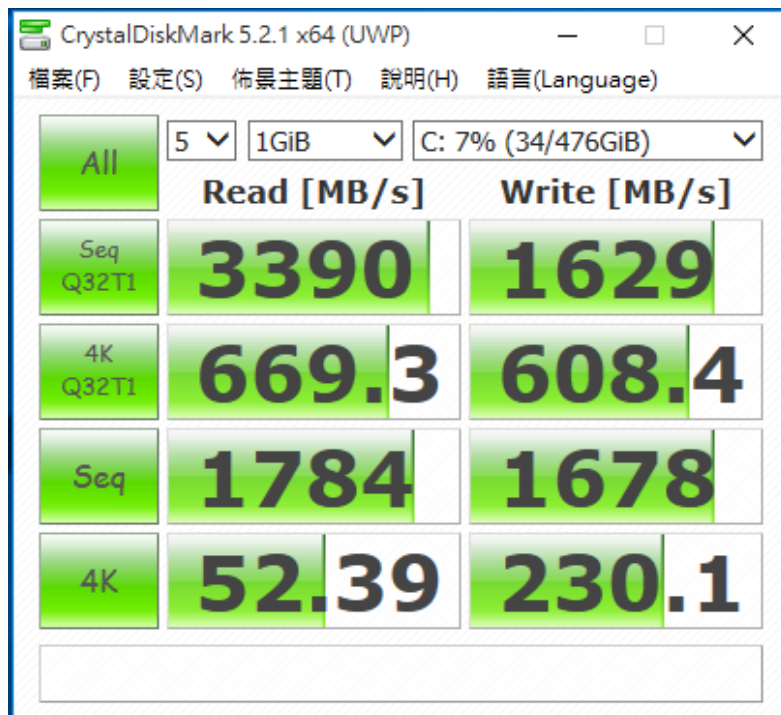 CrystalDiskMark 5.2.1 x64 (UWP)
檔案(F) 設定(S) 佈景主題(T) 說明(H) 語言(Language)
All 5 1GiB C: 7% (34/476GiB)
Read [MB/s] Write [MB/s]
Seq Q32T1 3390 1629
4K Q32T1 669.3 608.4
Seq 1784 1678
4K 52.39 230.1